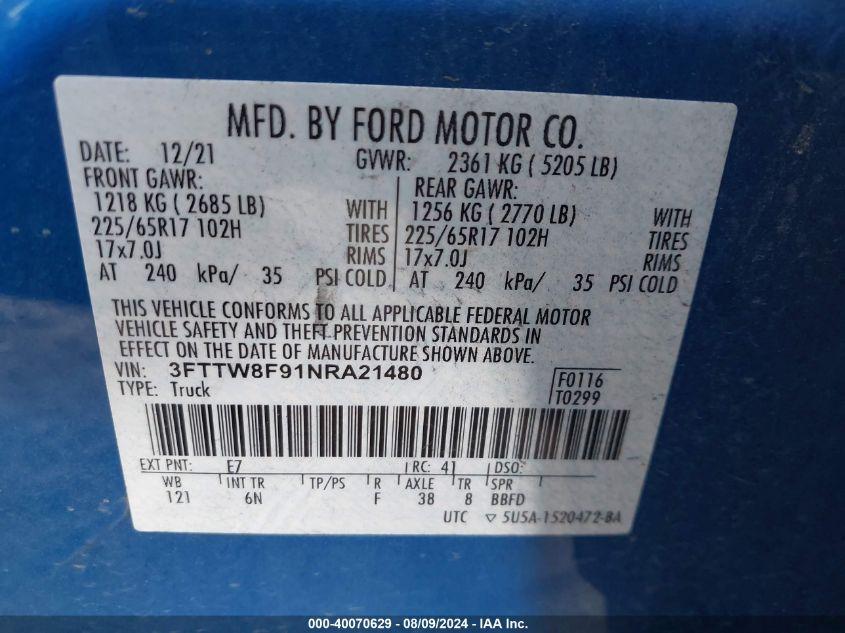 MFD. BY FORD MOTOR CO.
DATE: 12/21 GVWR: 2361 KG ( 5205 LB)
FRONT GAWR: REAR GAWR:
1218 KG ( 2685 LB) WITH 1256 KG ( 2770 LB) WITH
225/65R17 102H TIRES 225/65R17 102H TIRES
17x7.0J RIMS 17x7.0J RIMS
AT 240 kPa/ 35 PSI COLD AT 240 kPa/ 35 PSI COLD
THIS VEHICLE CONFORMS TO ALL APPLICABLE FEDERAL MOTOR
VEHICLE SAFETY AND THEFT PREVENTION STANDARDS IN
EFFECT ON THE DATE OF MANUFACTURE SHOWN ABOVE.
VIN: 3FTTW8F91NRA21480 F0116
TYPE: Truck T0299
EXT PNT: E7 RC: 41 DSO:
WB INT TR TP/PS R AXLE TR SPR
121 6N F 38 8 BBFD
UTC ▽ 5U5A-1520472-BA
000-40070629 - 08/09/2024 - IAA Inc.